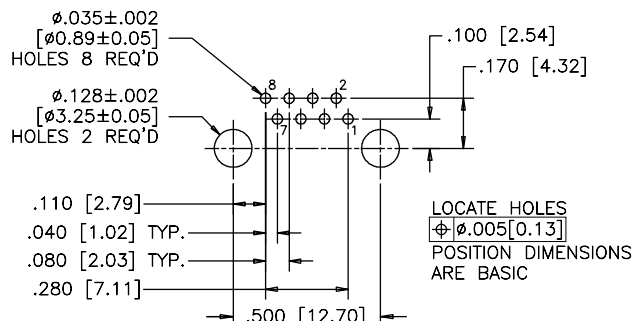 ø.035±.002
[ø0.89±0.05]
HOLES 8 REQ'D
.100 [2.54]
.170 [4.32]
8
2
ø.128±.002
[ø3.25±0.05]
HOLES 2 REQ'D
7
1
.110 [2.79]
.040 [1.02] TYP.
.080 [2.03] TYP.
.280 [7.11]
.500 [12.70]
LOCATE HOLES
⌖ ø.005[0.13]
POSITION DIMENSIONS
ARE BASIC